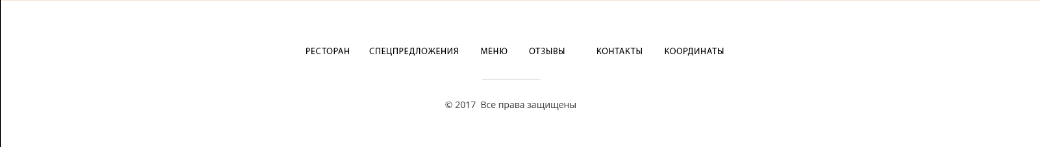 РЕСТОРАН СПЕЦПРЕДЛОЖЕНИЯ МЕНЮ ОТЗЫВЫ КОНТАКТЫ КООРДИНАТЫ
© 2017 Все права защищены